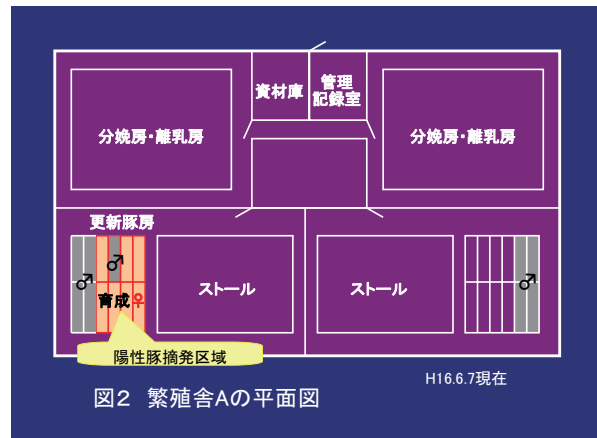 資材庫
管理
記録室
分娩房・離乳房
分娩房・離乳房
更新豚房
♂
♂
育成♀
ストール
ストール
♂
陽性豚摘発区域
H16.6.7現在
図2 繁殖舎Aの平面図